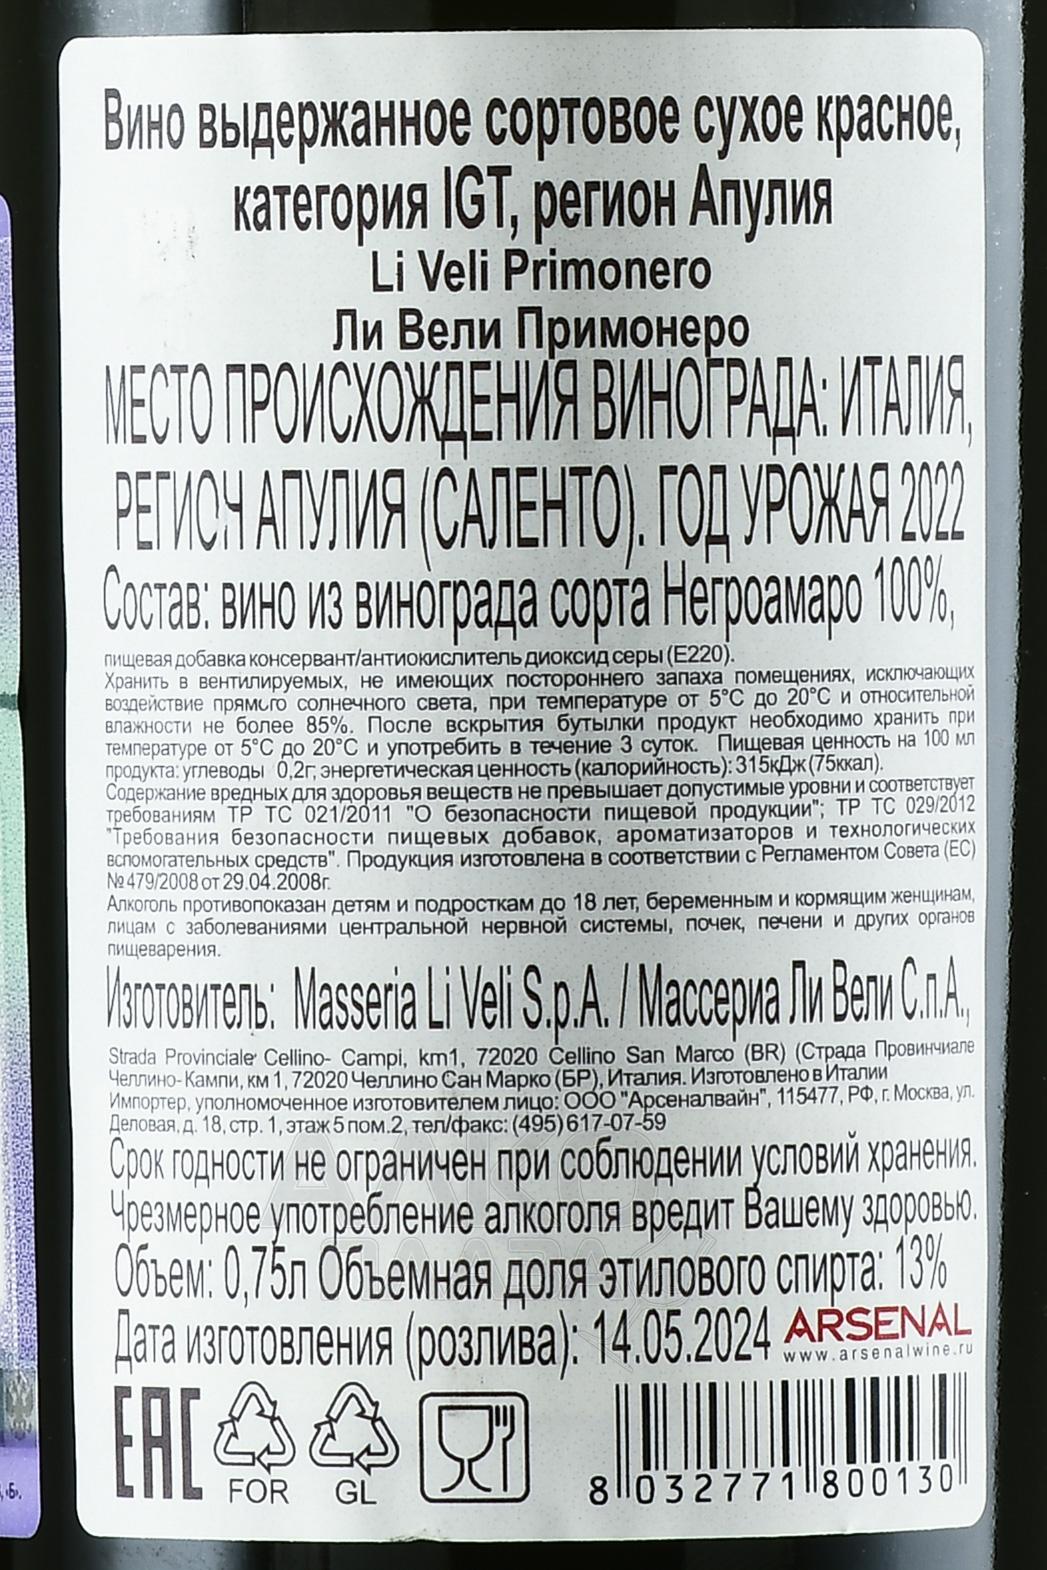 Вино выдержанное сортовое сухое красное,
категория IGT, регион Апулия
Li Veli Primonero
Ли Вели Примонеро
МЕСТО ПРОИСХОЖДЕНИЯ ВИНОГРАДА: ИТАЛИЯ,
РЕГИОН АПУЛИЯ (САЛЕНТО). ГОД УРОЖАЯ 2022
Состав: вино из винограда сорта Негроамаро 100%,
пищевая добавка консервант/антиокислитель диоксид серы (Е220).
Хранить в вентилируемых, не имеющих постороннего запаха помещениях, исключающих
воздействие прямого солнечного света, при температуре от 5°С до 20°С и относительной
влажности не более 85%. После вскрытия бутылки продукт необходимо хранить при
температуре от 5°С до 20°С и употребить в течение 3 суток. Пищевая ценность на 100 мл
продукта: углеводы 0,2г; энергетическая ценность (калорийность): 315кДж (75ккал).
Содержание вредных для здоровья веществ не превышает допустимые уровни и соответствует
требованиям ТР ТС 021/2011 "О безопасности пищевой продукции"; ТР ТС 029/2012
"Требования безопасности пищевых добавок, ароматизаторов и технологических
вспомогательных средств". Продукция изготовлена в соответствии с Регламентом Совета (ЕС)
№479/2008 от 29.04.2008г.
Алкоголь противопоказан детям и подросткам до 18 лет, беременным и кормящим женщинам,
лицам с заболеваниями центральной нервной системы, почек, печени и других органов
пищеварения.
Изготовитель: Masseria Li Veli S.p.A. / Массериа Ли Вели С.п.А.,
Strada Provinciale Cellino- Campi, km1, 72020 Cellino San Marco (BR) (Страда Провинчиале
Челлино-Кампи, км 1, 72020 Челлино Сан Марко (БР), Италия. Изготовлено в Италии
Импортер, уполномоченное изготовителем лицо: ООО "Арсеналвайн", 115477, РФ, г. Москва, ул.
Деловая, д. 18, стр. 1, этаж 5 пом.2, тел/факс: (495) 617-07-59
Срок годности не ограничен при соблюдении условий хранения.
Чрезмерное употребление алкоголя вредит Вашему здоровью.
Объем: 0,75л Объемная доля этилового спирта: 13%
Дата изготовления (розлива): 14.05.2024 ARSENAL
www.arsenalwine.ru
EAC
FOR GL
8 032771 800130